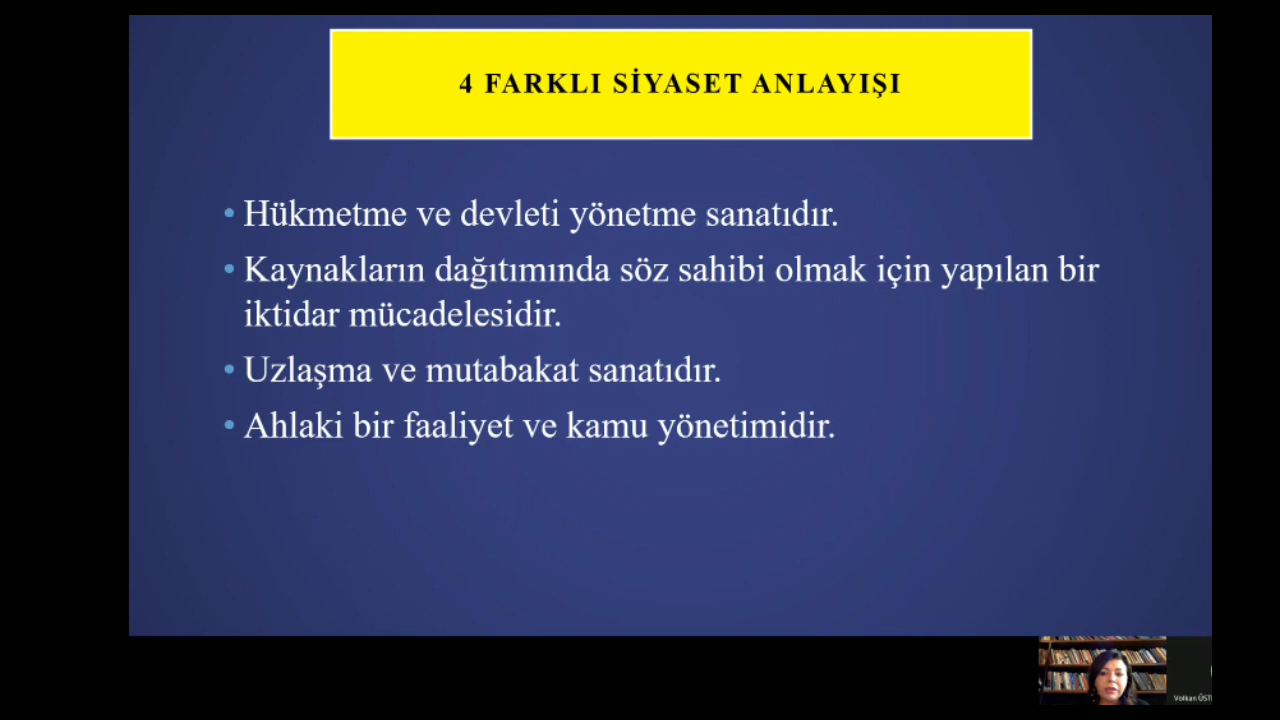 4 FARKLI SİYASET ANLAYIŞI
• Hükmetme ve devleti yönetme sanatıdır.
• Kaynakların dağıtımında söz sahibi olmak için yapılan bir
iktidar mücadelesidir.
• Uzlaşma ve mutabakat sanatıdır.
• Ahlaki bir faaliyet ve kamu yönetimidir.
Volkan